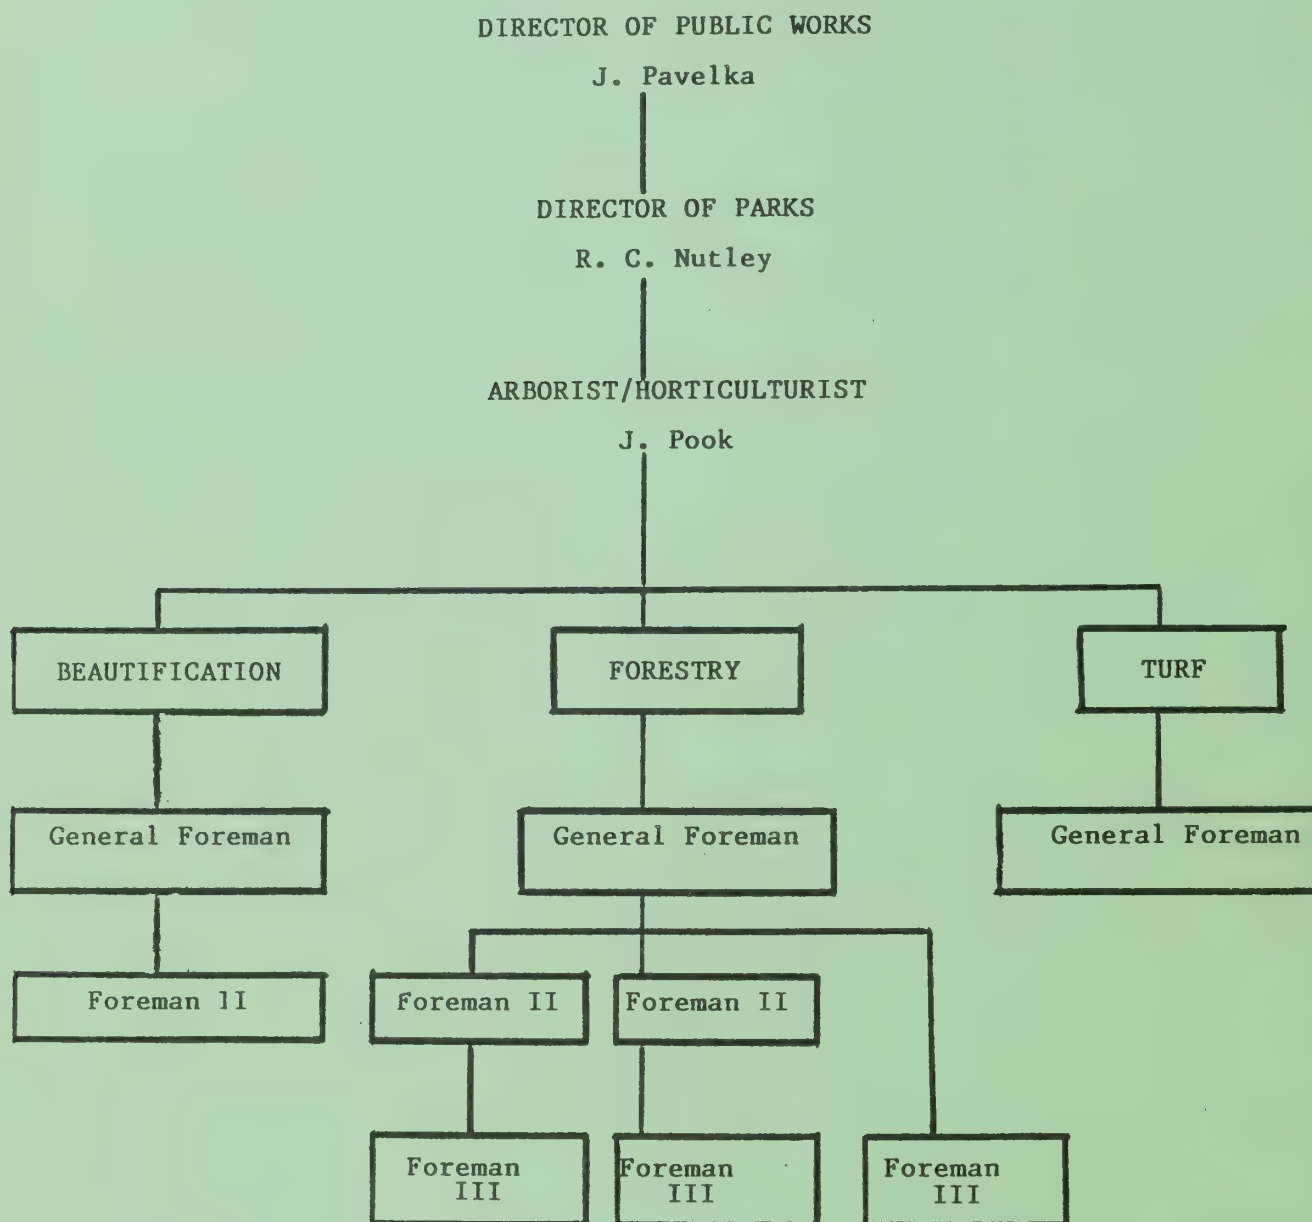 DIRECTOR OF PUBLIC WORKS
J. Pavelka
DIRECTOR OF PARKS
R. C. Nutley
ARBORIST/HORTICULTURIST
J. Pook
BEAUTIFICATION
FORESTRY
TURF
General Foreman
General Foreman
General Foreman
Foreman II
Foreman II
Foreman II
Foreman
III
Foreman
III
Foreman
III